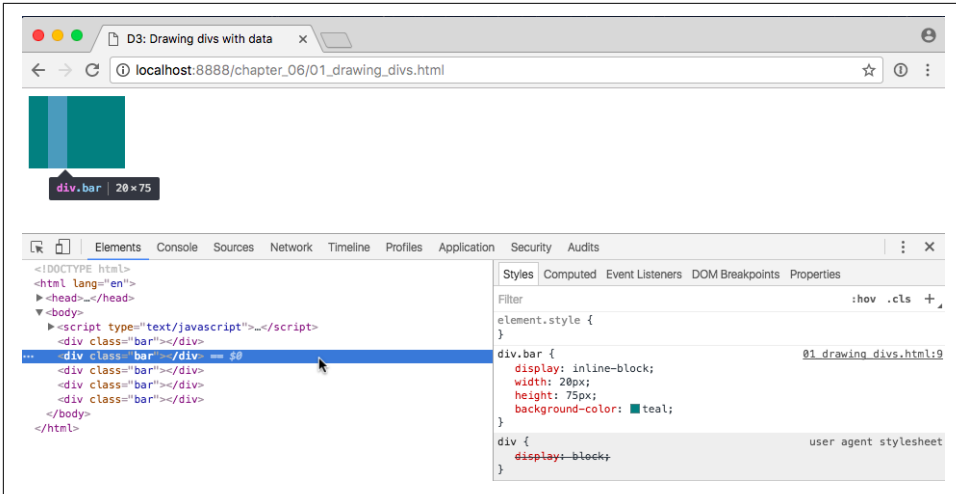 D3: Drawing divs with data
localhost:8888/chapter_06/01_drawing_divs.html
div.bar | 20×75
Elements Console Sources Network Timeline Profiles Application Security Audits
<!DOCTYPE html>
<html lang="en">
▶<head>…</head>
▼<body>
▶<script type="text/javascript">…</script>
<div class="bar"></div>
… <div class="bar"></div> == $0
<div class="bar"></div>
<div class="bar"></div>
<div class="bar"></div>
</body>
</html>
Styles Computed Event Listeners DOM Breakpoints Properties
Filter :hov .cls +
element.style {
}
div.bar { 01_drawing_divs.html:9
display: inline-block;
width: 20px;
height: 75px;
background-color: teal;
}
div { user agent stylesheet
display: block;
}